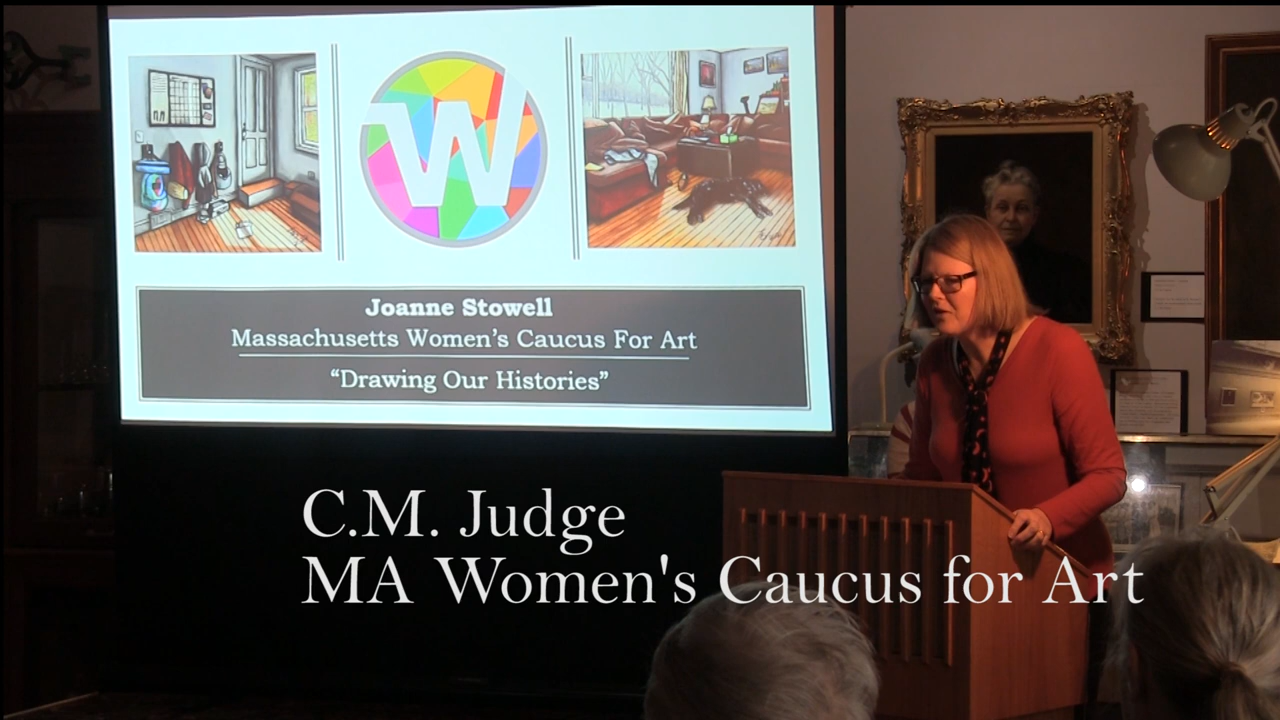 W
Joanne Stowell
Massachusetts Women's Caucus For Art
“Drawing Our Histories”
C.M. Judge
MA Women's Caucus for Art